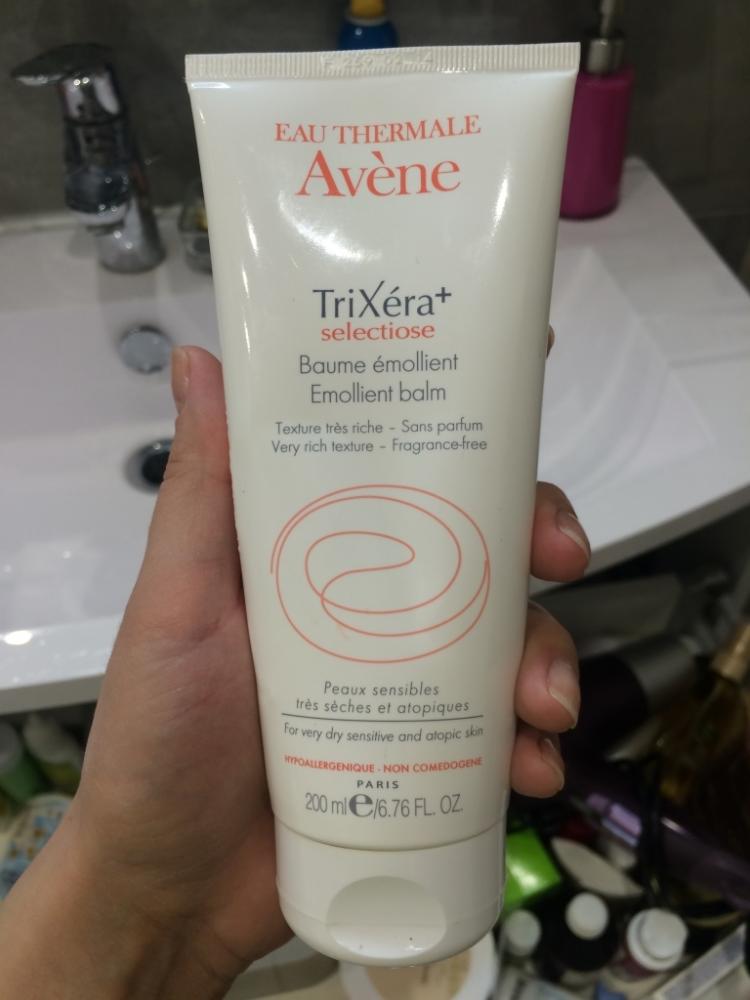 EAU THERMALE
Avène
TriXéra+
selectiose
Baume émollient
Emollient balm
Texture très riche – Sans parfum
Very rich texture – Fragrance-free
Peaux sensibles
très sèches et atopiques
For very dry sensitive and atopic skin
HYPOALLERGENIQUE - NON COMEDOGENE
PARIS
200 ml e/6.76 FL. OZ.